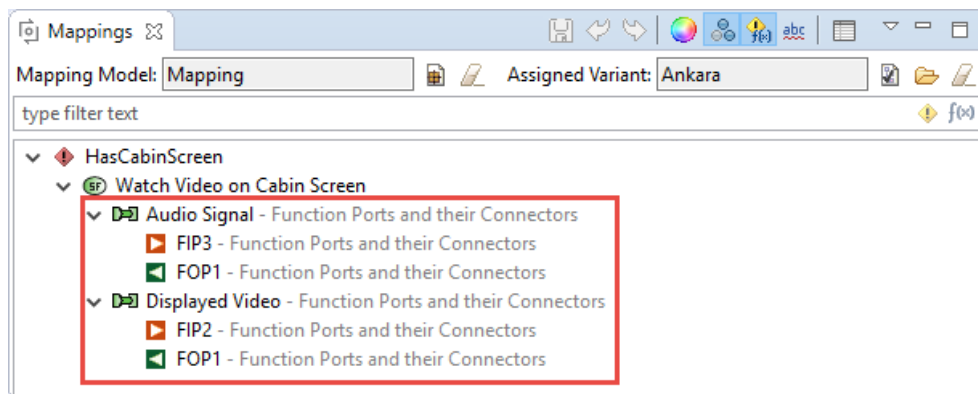 Mappings
abc
Mapping Model: Mapping Assigned Variant: Ankara
type filter text f(x)
HasCabinScreen
SF Watch Video on Cabin Screen
Audio Signal - Function Ports and their Connectors
FIP3 - Function Ports and their Connectors
FOP1 - Function Ports and their Connectors
Displayed Video - Function Ports and their Connectors
FIP2 - Function Ports and their Connectors
FOP1 - Function Ports and their Connectors